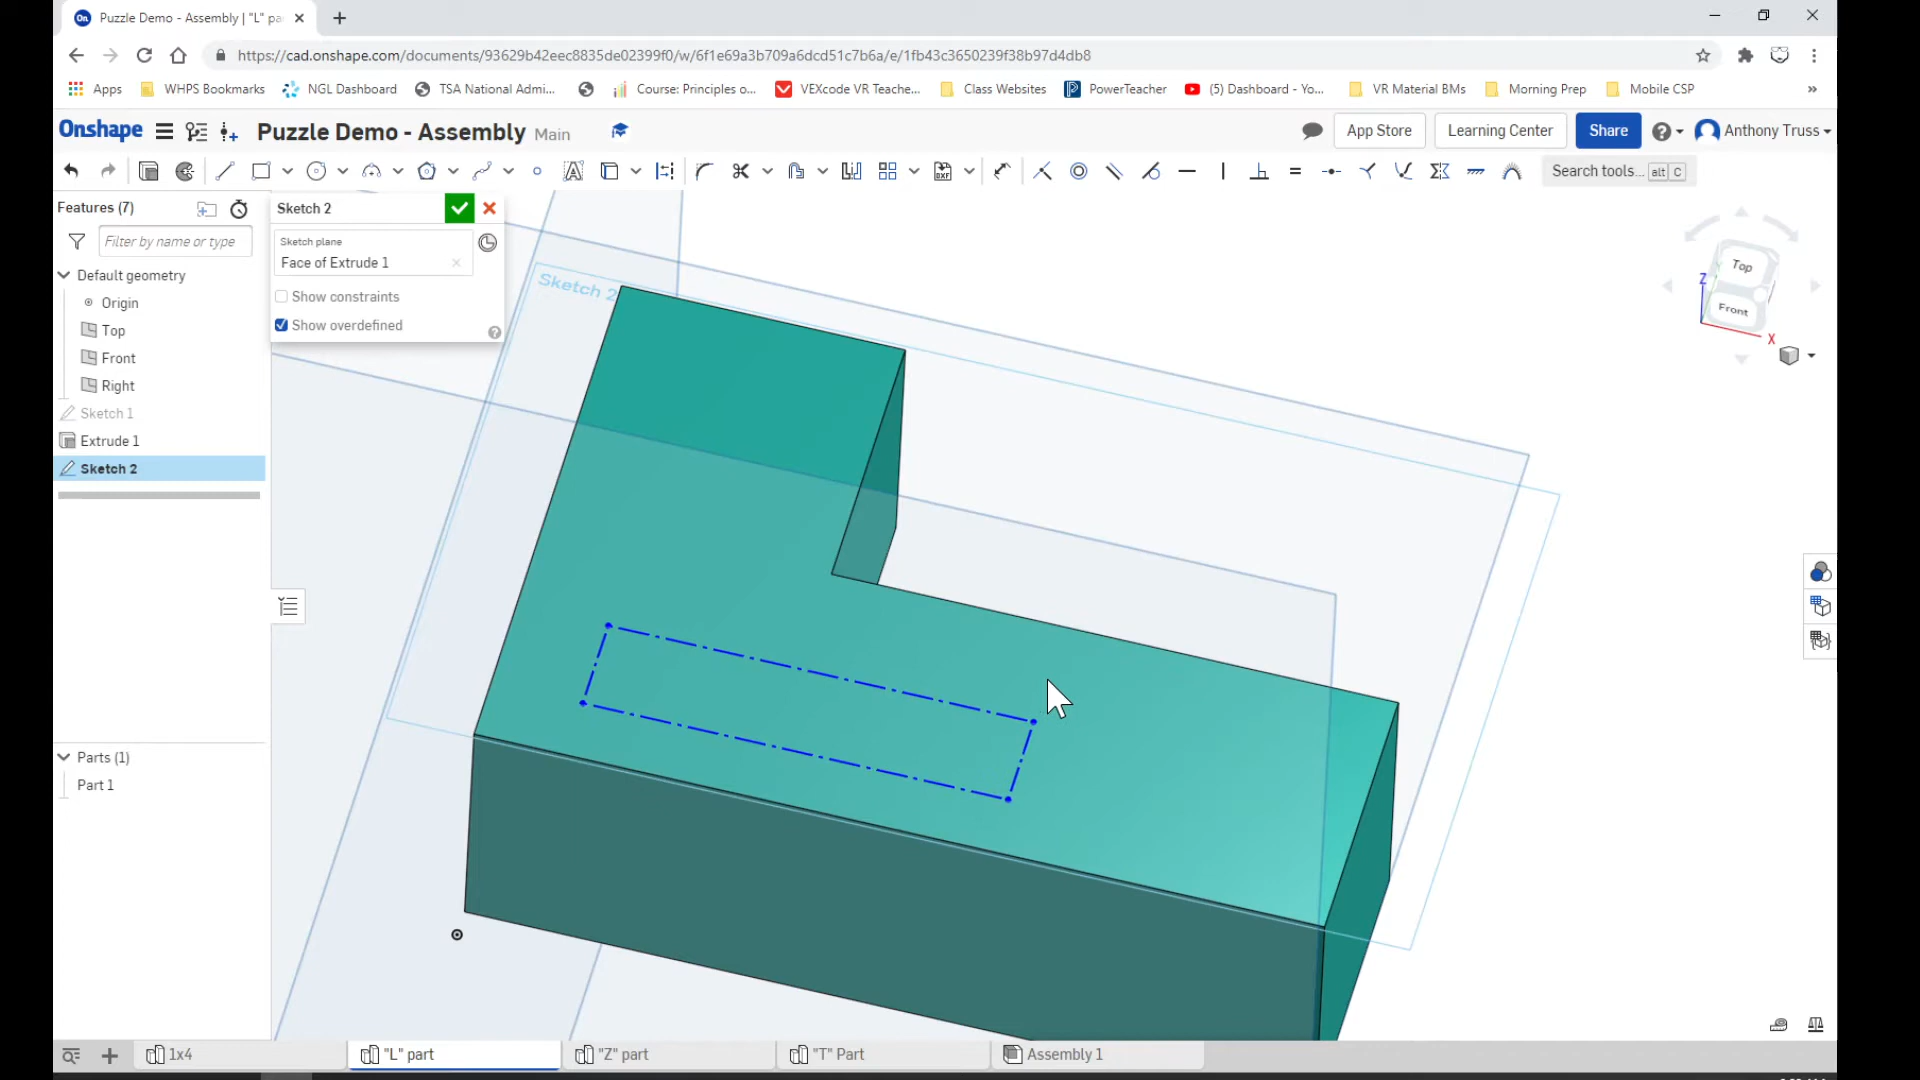 Puzzle Demo - Assembly | "L" pa
https://cad.onshape.com/documents/93629b42eec8835de02399f0/w/6f1e69a3b709a6dcd51c7b6a/e/1fb43c3650239f38b97d4db8
Apps WHPS Bookmarks NGL Dashboard TSA National Admi... Course: Principles o... VEXcode VR Teache... Class Websites PowerTeacher (5) Dashboard - Yo... VR Material BMs Morning Prep Mobile CSP »
Onshape Puzzle Demo - Assembly Main App Store Learning Center Share Anthony Truss
Search tools... alt C
Features (7)
Filter by name or type
Default geometry
Origin
Top
Front
Right
Sketch 1
Extrude 1
Sketch 2
Sketch 2
Sketch plane
Face of Extrude 1
Show constraints
Show overdefined
Sketch 2
Top
Front
Z
X
Parts (1)
Part 1
1x4 "L" part "Z" part "T" Part Assembly 1